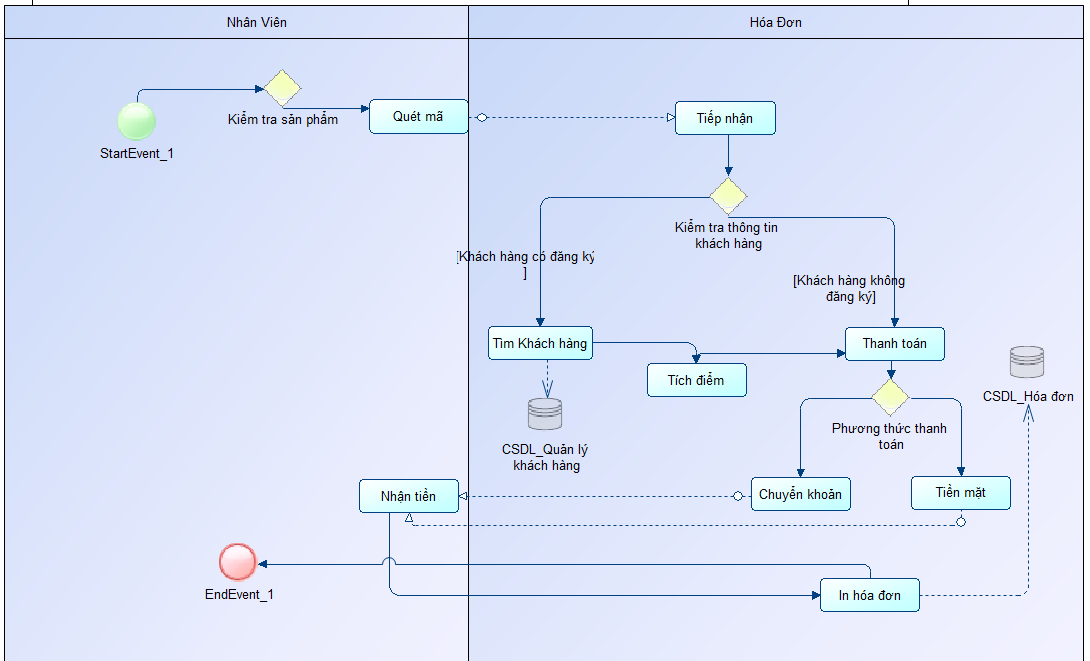 Nhân Viên
Hóa Đơn
Kiểm tra sản phẩm
Quét mã
Tiếp nhận
StartEvent_1
Kiểm tra thông tin
khách hàng
[Khách hàng có đăng ký
]
[Khách hàng không
đăng ký]
Tìm Khách hàng
Thanh toán
Tích điểm
CSDL_Hóa đơn
Phương thức thanh
toán
CSDL_Quản lý
khách hàng
Nhận tiền
Chuyển khoản
Tiền mặt
EndEvent_1
In hóa đơn